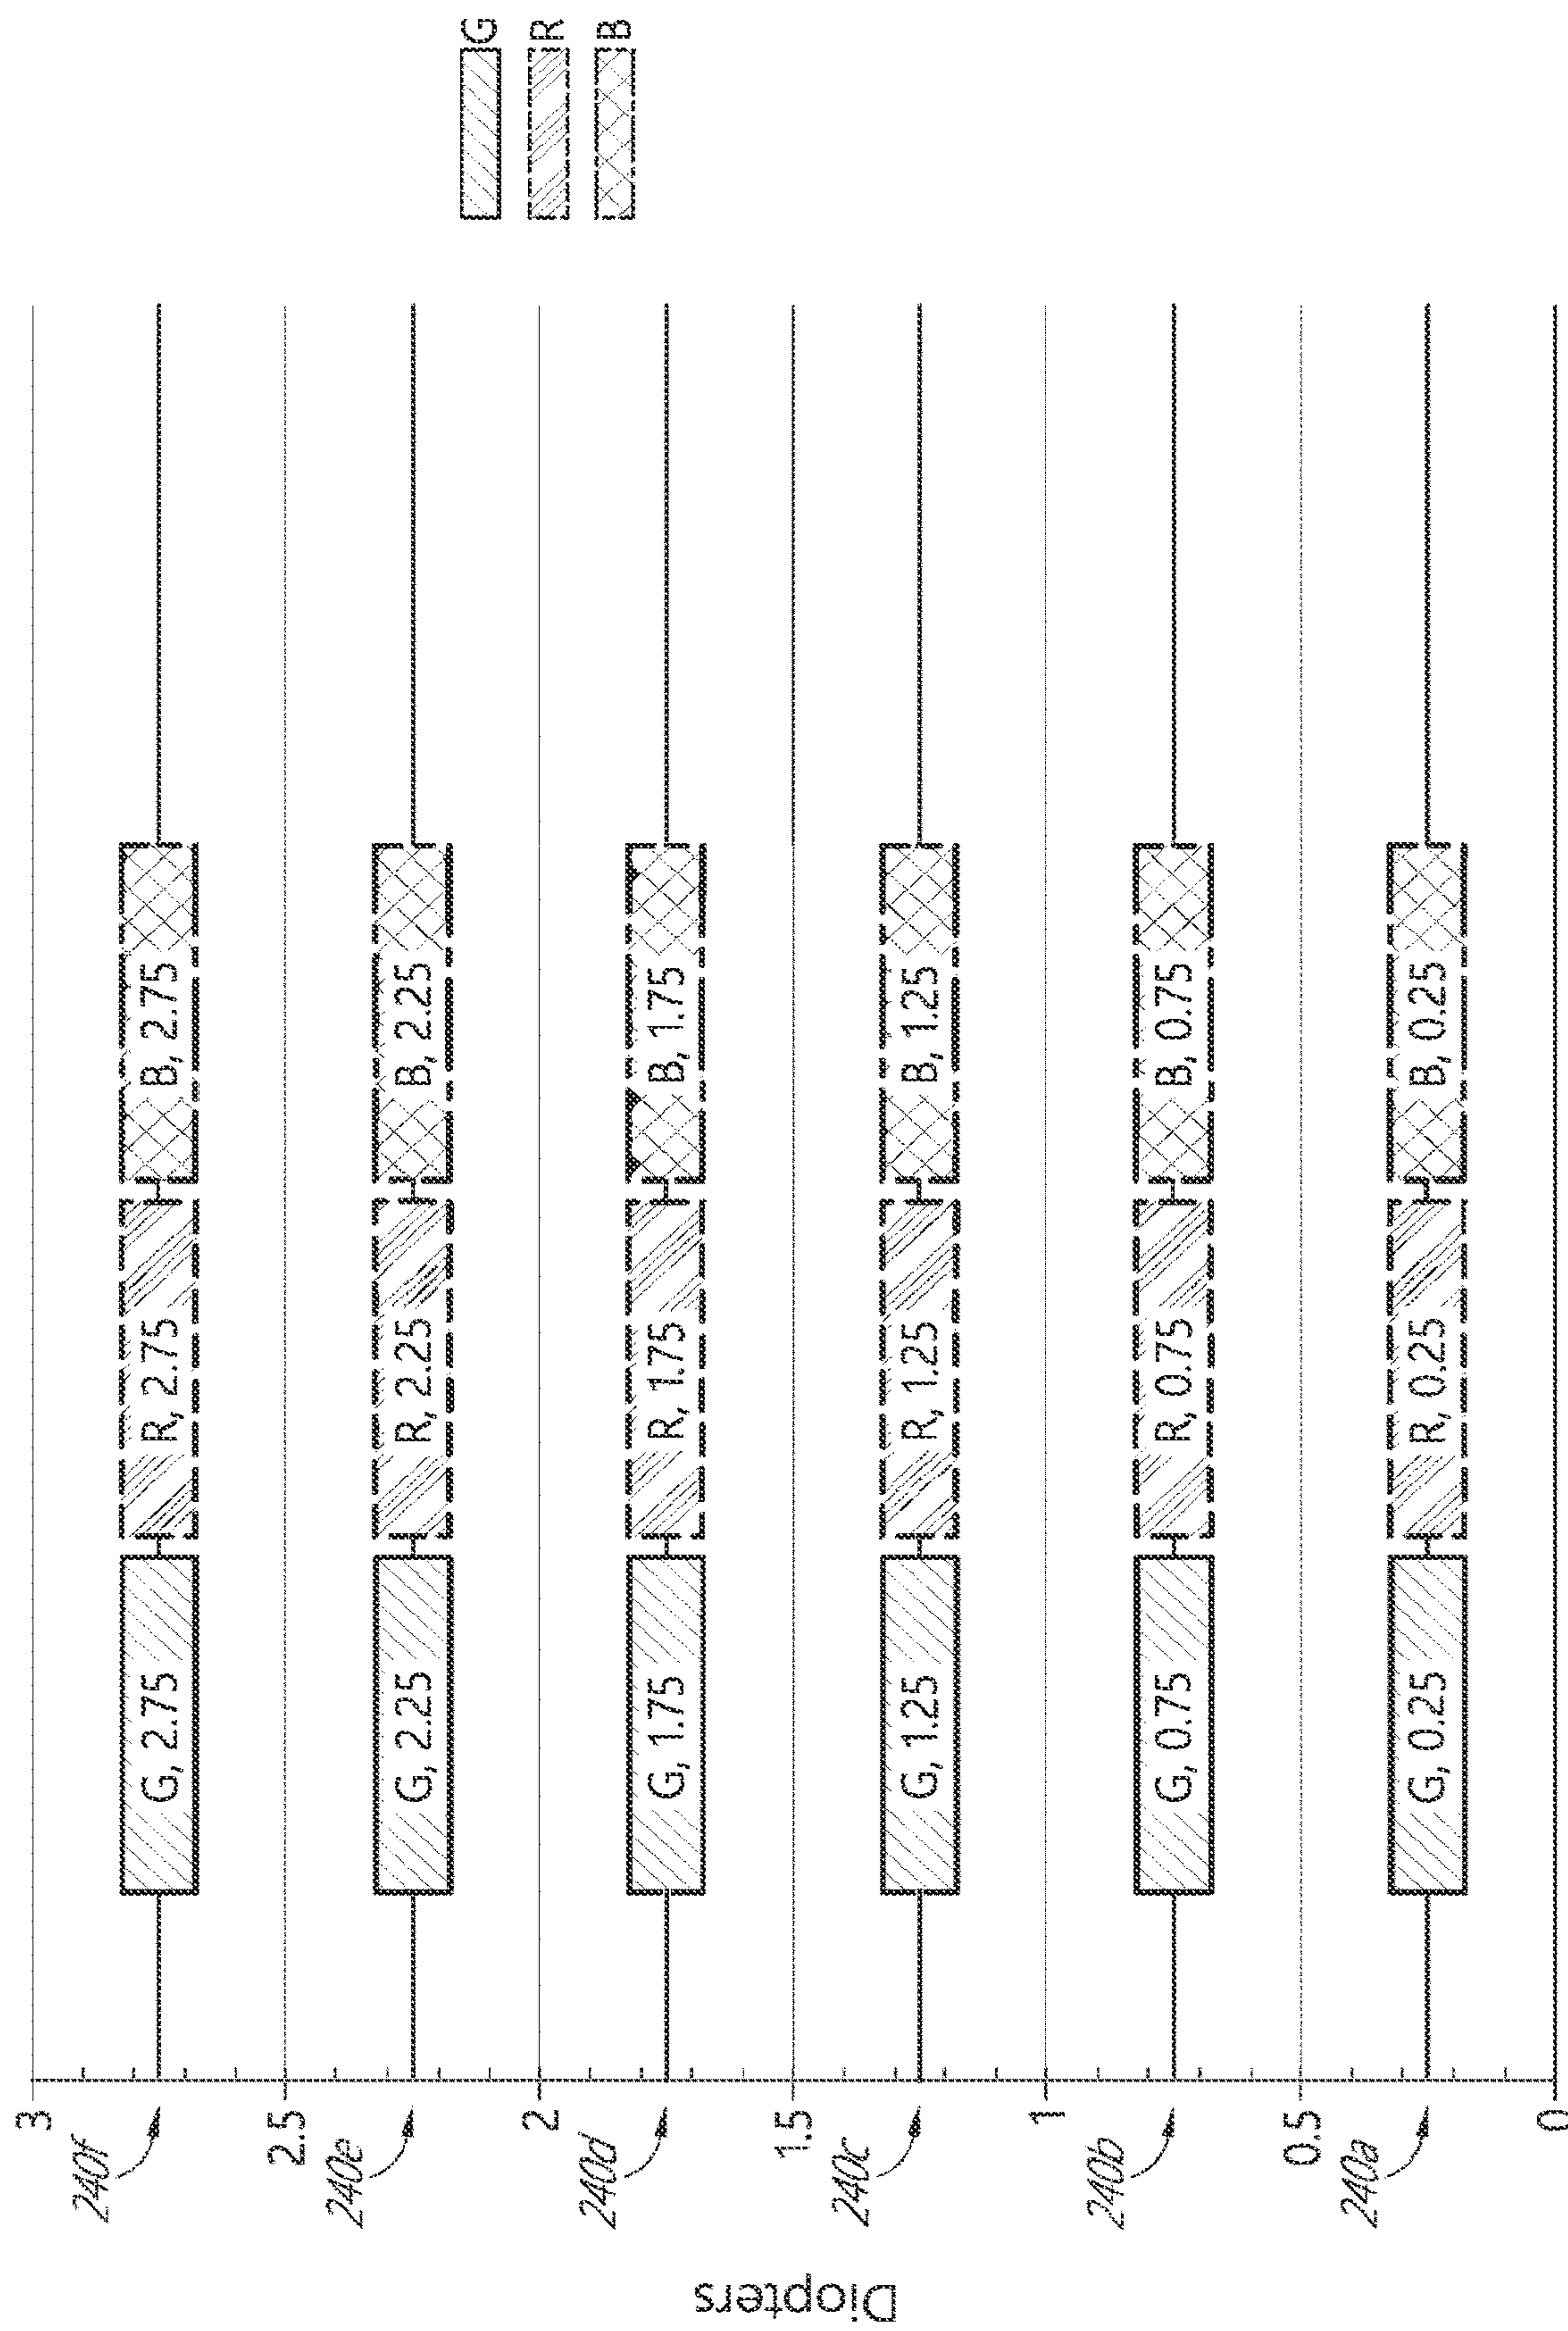 3
240f
G, 2.75 R, 2.75 B, 2.75
2.5
240e
G, 2.25 R, 2.25 B, 2.25
2
240d
G, 1.75 R, 1.75 B, 1.75
1.5
240c
G, 1.25 R, 1.25 B, 1.25
1
240b
G, 0.75 R, 0.75 B, 0.75
0.5
240a
G, 0.25 R, 0.25 B, 0.25
0
Diopters
G
R
B